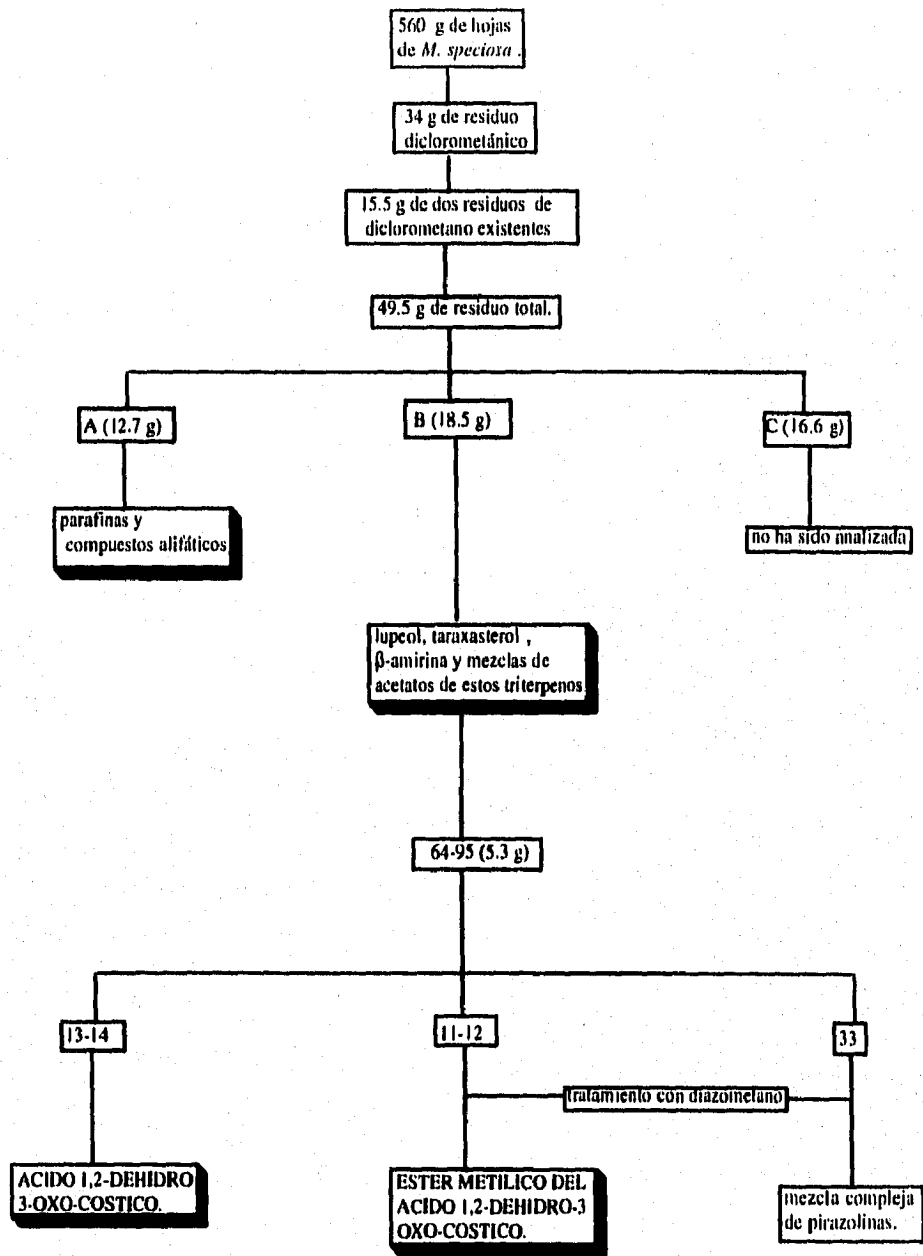 560 g de hojas
de M. specioxa .
34 g de residuo
diclorometánico
15.5 g de dos residuos de
diclorometano existentes
49.5 g de residuo total.
A (12.7 g)
B (18.5 g)
C (16.6 g)
parafinas y
compuestos alifáticos
no ha sido analizada
lupeol, taraxasterol ,
β-amirina y mezclas de
acetatos de estos triterpenos
64-95 (5.3 g)
13-14
11-12
33
tratamiento con diazometano
ACIDO 1,2-DEHIDRO
3-OXO-COSTICO.
ESTER METILICO DEL
ACIDO 1,2-DEHIDRO-3
OXO-COSTICO.
mezcla compleja
de pirazolinas.